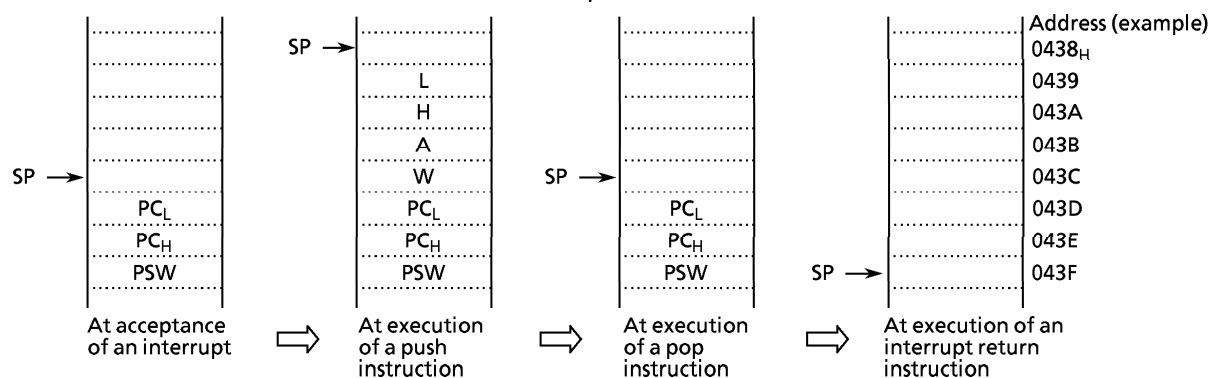 Address (example)
SP
0438H
L
0439
H
043A
A
043B
SP
W
SP
043C
PCL
PCL
PCL
043D
PCH
PCH
PCH
043E
PSW
PSW
PSW
SP
043F
At acceptance
of an interrupt
At execution
of a push
instruction
At execution
of a pop
instruction
At execution of an
interrupt return
instruction